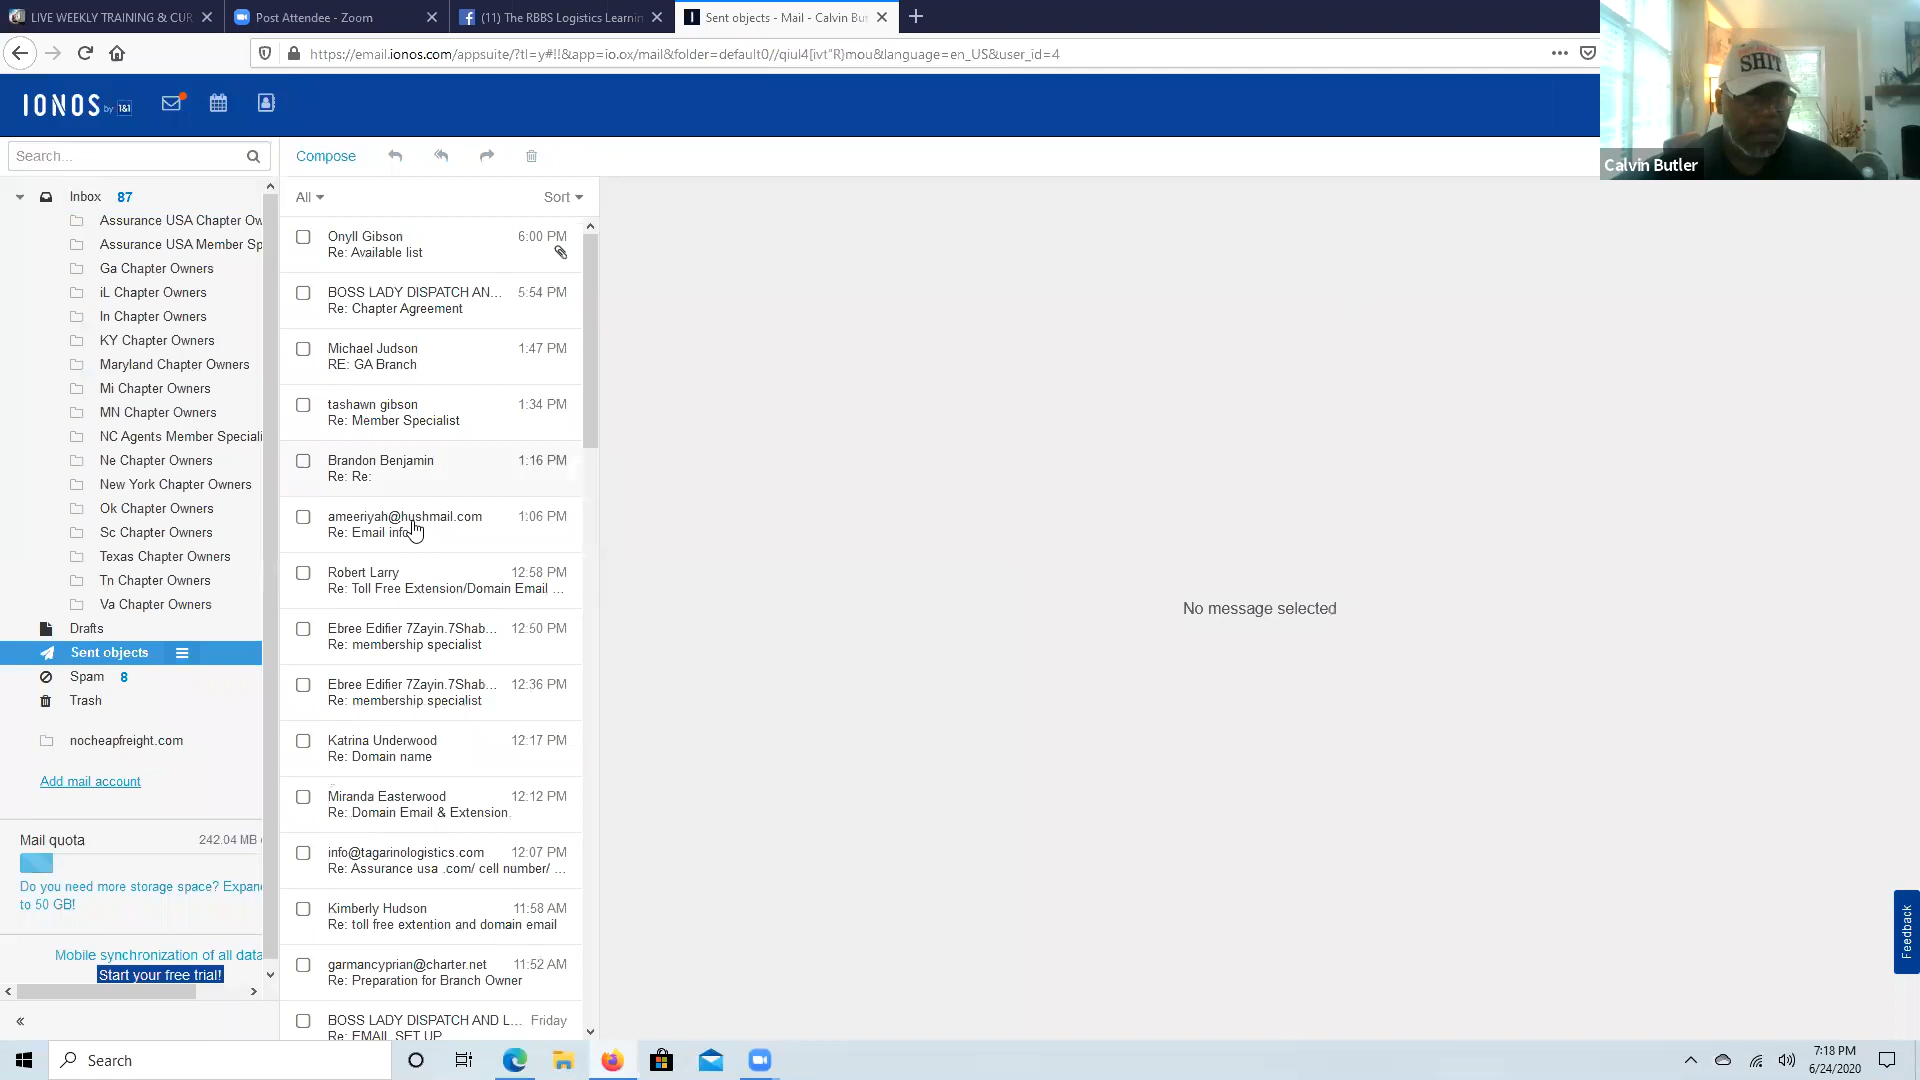 LIVE WEEKLY TRAINING & CUR
Post Attendee - Zoom
(11) The RBBS Logistics Learnin
Sent objects - Mail - Calvin Bu
https://email.ionos.com/appsuite/?tl=y#!!&app=io.ox/mail&folder=default0//qiul4[ivt"R}mou&language=en_US&user_id=4
SHIT
Calvin Butler
IONOS by 1&1
Search...
Compose
Inbox 87
Assurance USA Chapter Ow
Assurance USA Member Sp
Ga Chapter Owners
iL Chapter Owners
In Chapter Owners
KY Chapter Owners
Maryland Chapter Owners
Mi Chapter Owners
MN Chapter Owners
NC Agents Member Speciali
Ne Chapter Owners
New York Chapter Owners
Ok Chapter Owners
Sc Chapter Owners
Texas Chapter Owners
Tn Chapter Owners
Va Chapter Owners
Drafts
Sent objects
Spam 8
Trash
nocheapfreight.com
Add mail account
Mail quota 242.04 MB
Do you need more storage space? Expan
to 50 GB!
Mobile synchronization of all data
Start your free trial!
All Sort
Onyll Gibson 6:00 PM
Re: Available list
BOSS LADY DISPATCH AN... 5:54 PM
Re: Chapter Agreement
Michael Judson 1:47 PM
RE: GA Branch
tashawn gibson 1:34 PM
Re: Member Specialist
Brandon Benjamin 1:16 PM
Re: Re:
ameeriyah@hushmail.com 1:06 PM
Re: Email info
Robert Larry 12:58 PM
Re: Toll Free Extension/Domain Email ...
Ebree Edifier 7Zayin.7Shab... 12:50 PM
Re: membership specialist
Ebree Edifier 7Zayin.7Shab... 12:36 PM
Re: membership specialist
Katrina Underwood 12:17 PM
Re: Domain name
Miranda Easterwood 12:12 PM
Re: Domain Email & Extension
info@tagarinologistics.com 12:07 PM
Re: Assurance usa .com/ cell number/ ...
Kimberly Hudson 11:58 AM
Re: toll free extention and domain email
garmancyprian@charter.net 11:52 AM
Re: Preparation for Branch Owner
BOSS LADY DISPATCH AND L... Friday
Re: EMAIL SET UP
No message selected
Feedback
Search
7:18 PM
6/24/2020